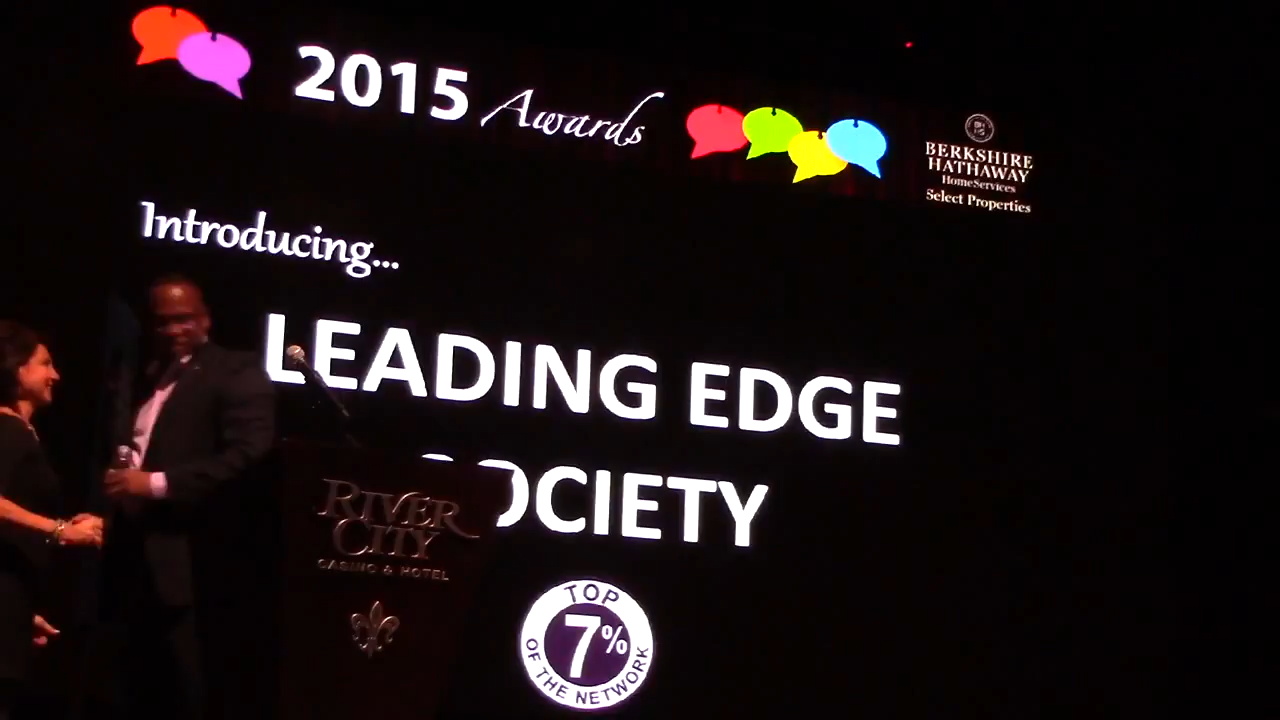 2015 Awards
BERKSHIRE
HATHAWAY
HomeServices
Select Properties
Introducing...
LEADING EDGE
SOCIETY
RIVER
CITY
CASINO & HOTEL
TOP
7%
OF THE NETWORK